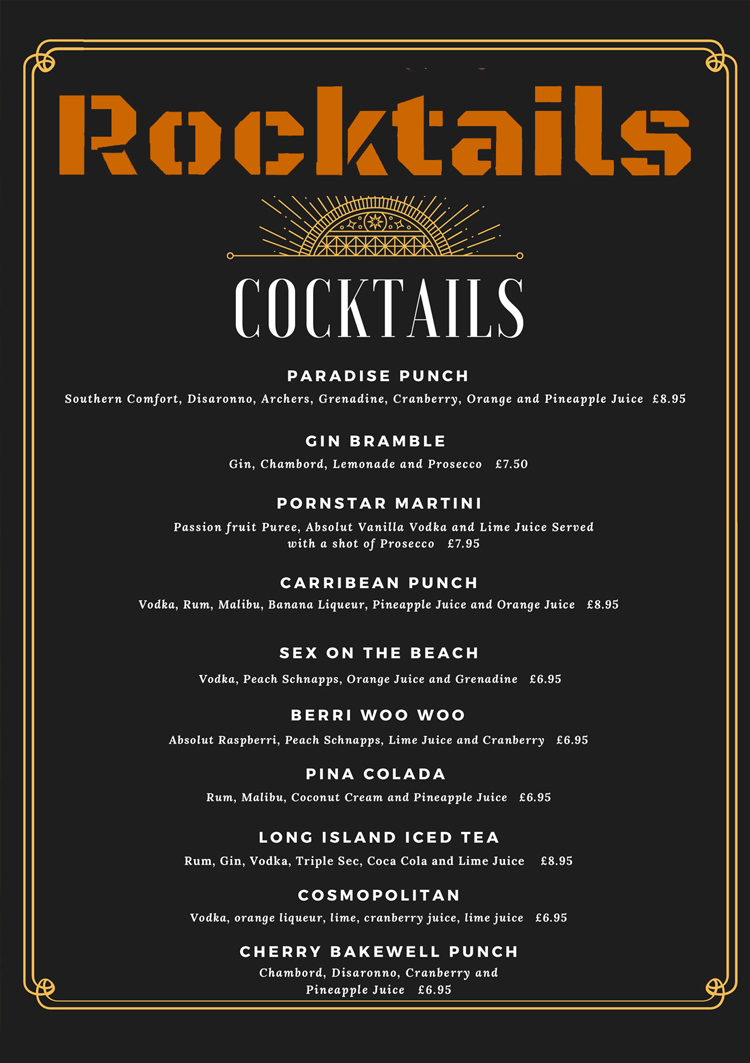 Rocktails
COCKTAILS
PARADISE PUNCH
Southern Comfort, Disaronno, Archers, Grenadine, Cranberry, Orange and Pineapple Juice £8.95
GIN BRAMBLE
Gin, Chambord, Lemonade and Prosecco £7.50
PORNSTAR MARTINI
Passion fruit Puree, Absolut Vanilla Vodka and Lime Juice Served
with a shot of Prosecco £7.95
CARRIBEAN PUNCH
Vodka, Rum, Malibu, Banana Liqueur, Pineapple Juice and Orange Juice £8.95
SEX ON THE BEACH
Vodka, Peach Schnapps, Orange Juice and Grenadine £6.95
BERRI WOO WOO
Absolut Raspberri, Peach Schnapps, Lime Juice and Cranberry £6.95
PINA COLADA
Rum, Malibu, Coconut Cream and Pineapple Juice £6.95
LONG ISLAND ICED TEA
Rum, Gin, Vodka, Triple Sec, Coca Cola and Lime Juice £8.95
COSMOPOLITAN
Vodka, orange liqueur, lime, cranberry juice, lime juice £6.95
CHERRY BAKEWELL PUNCH
Chambord, Disaronno, Cranberry and
Pineapple Juice £6.95